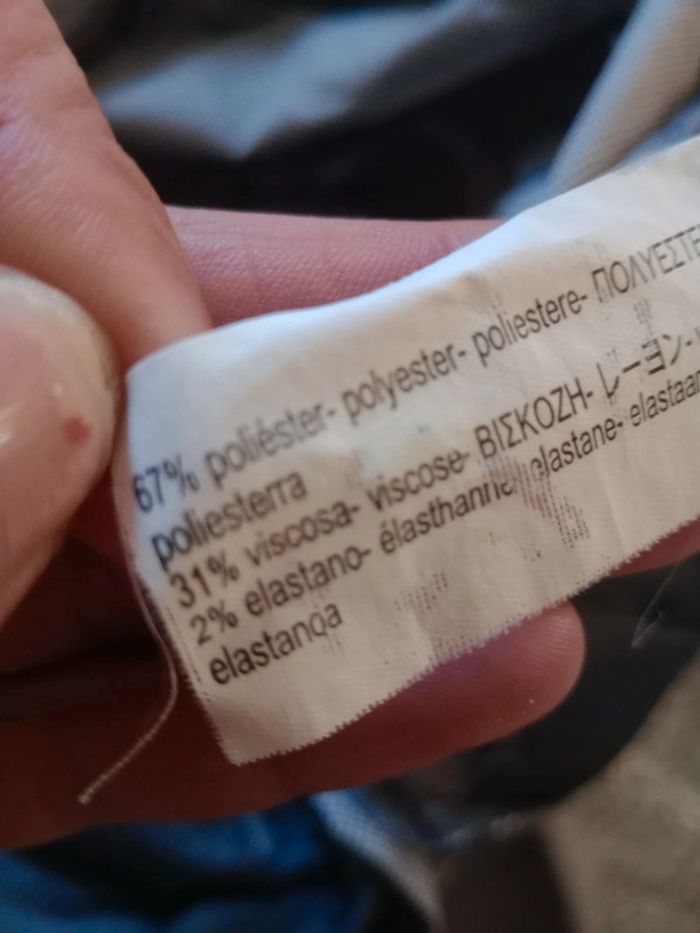 67% poliéster- polyester- poliestere- ΠΟΛΥΕΣΤΕ
poliesterra
31% viscosa- viscose- ΒΙΣΚΟΖΗ- レーヨン-
2% elastano- élasthanne- elastane- elastaan
elastanoa